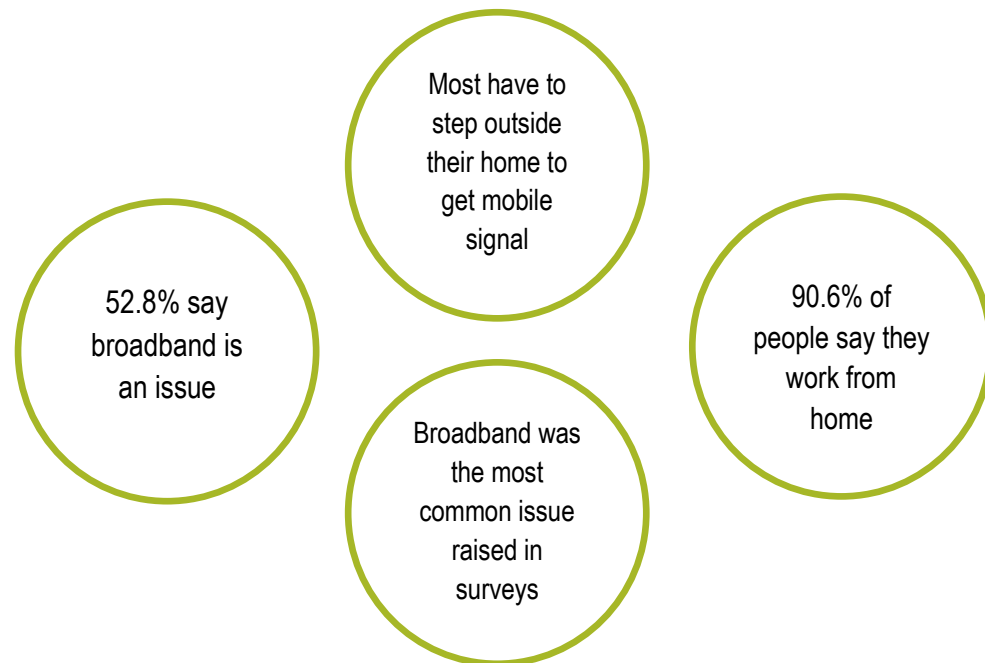 Most have to
step outside
their home to
get mobile
signal
52.8% say
broadband is
an issue
90.6% of
people say they
work from
home
Broadband was
the most
common issue
raised in
surveys